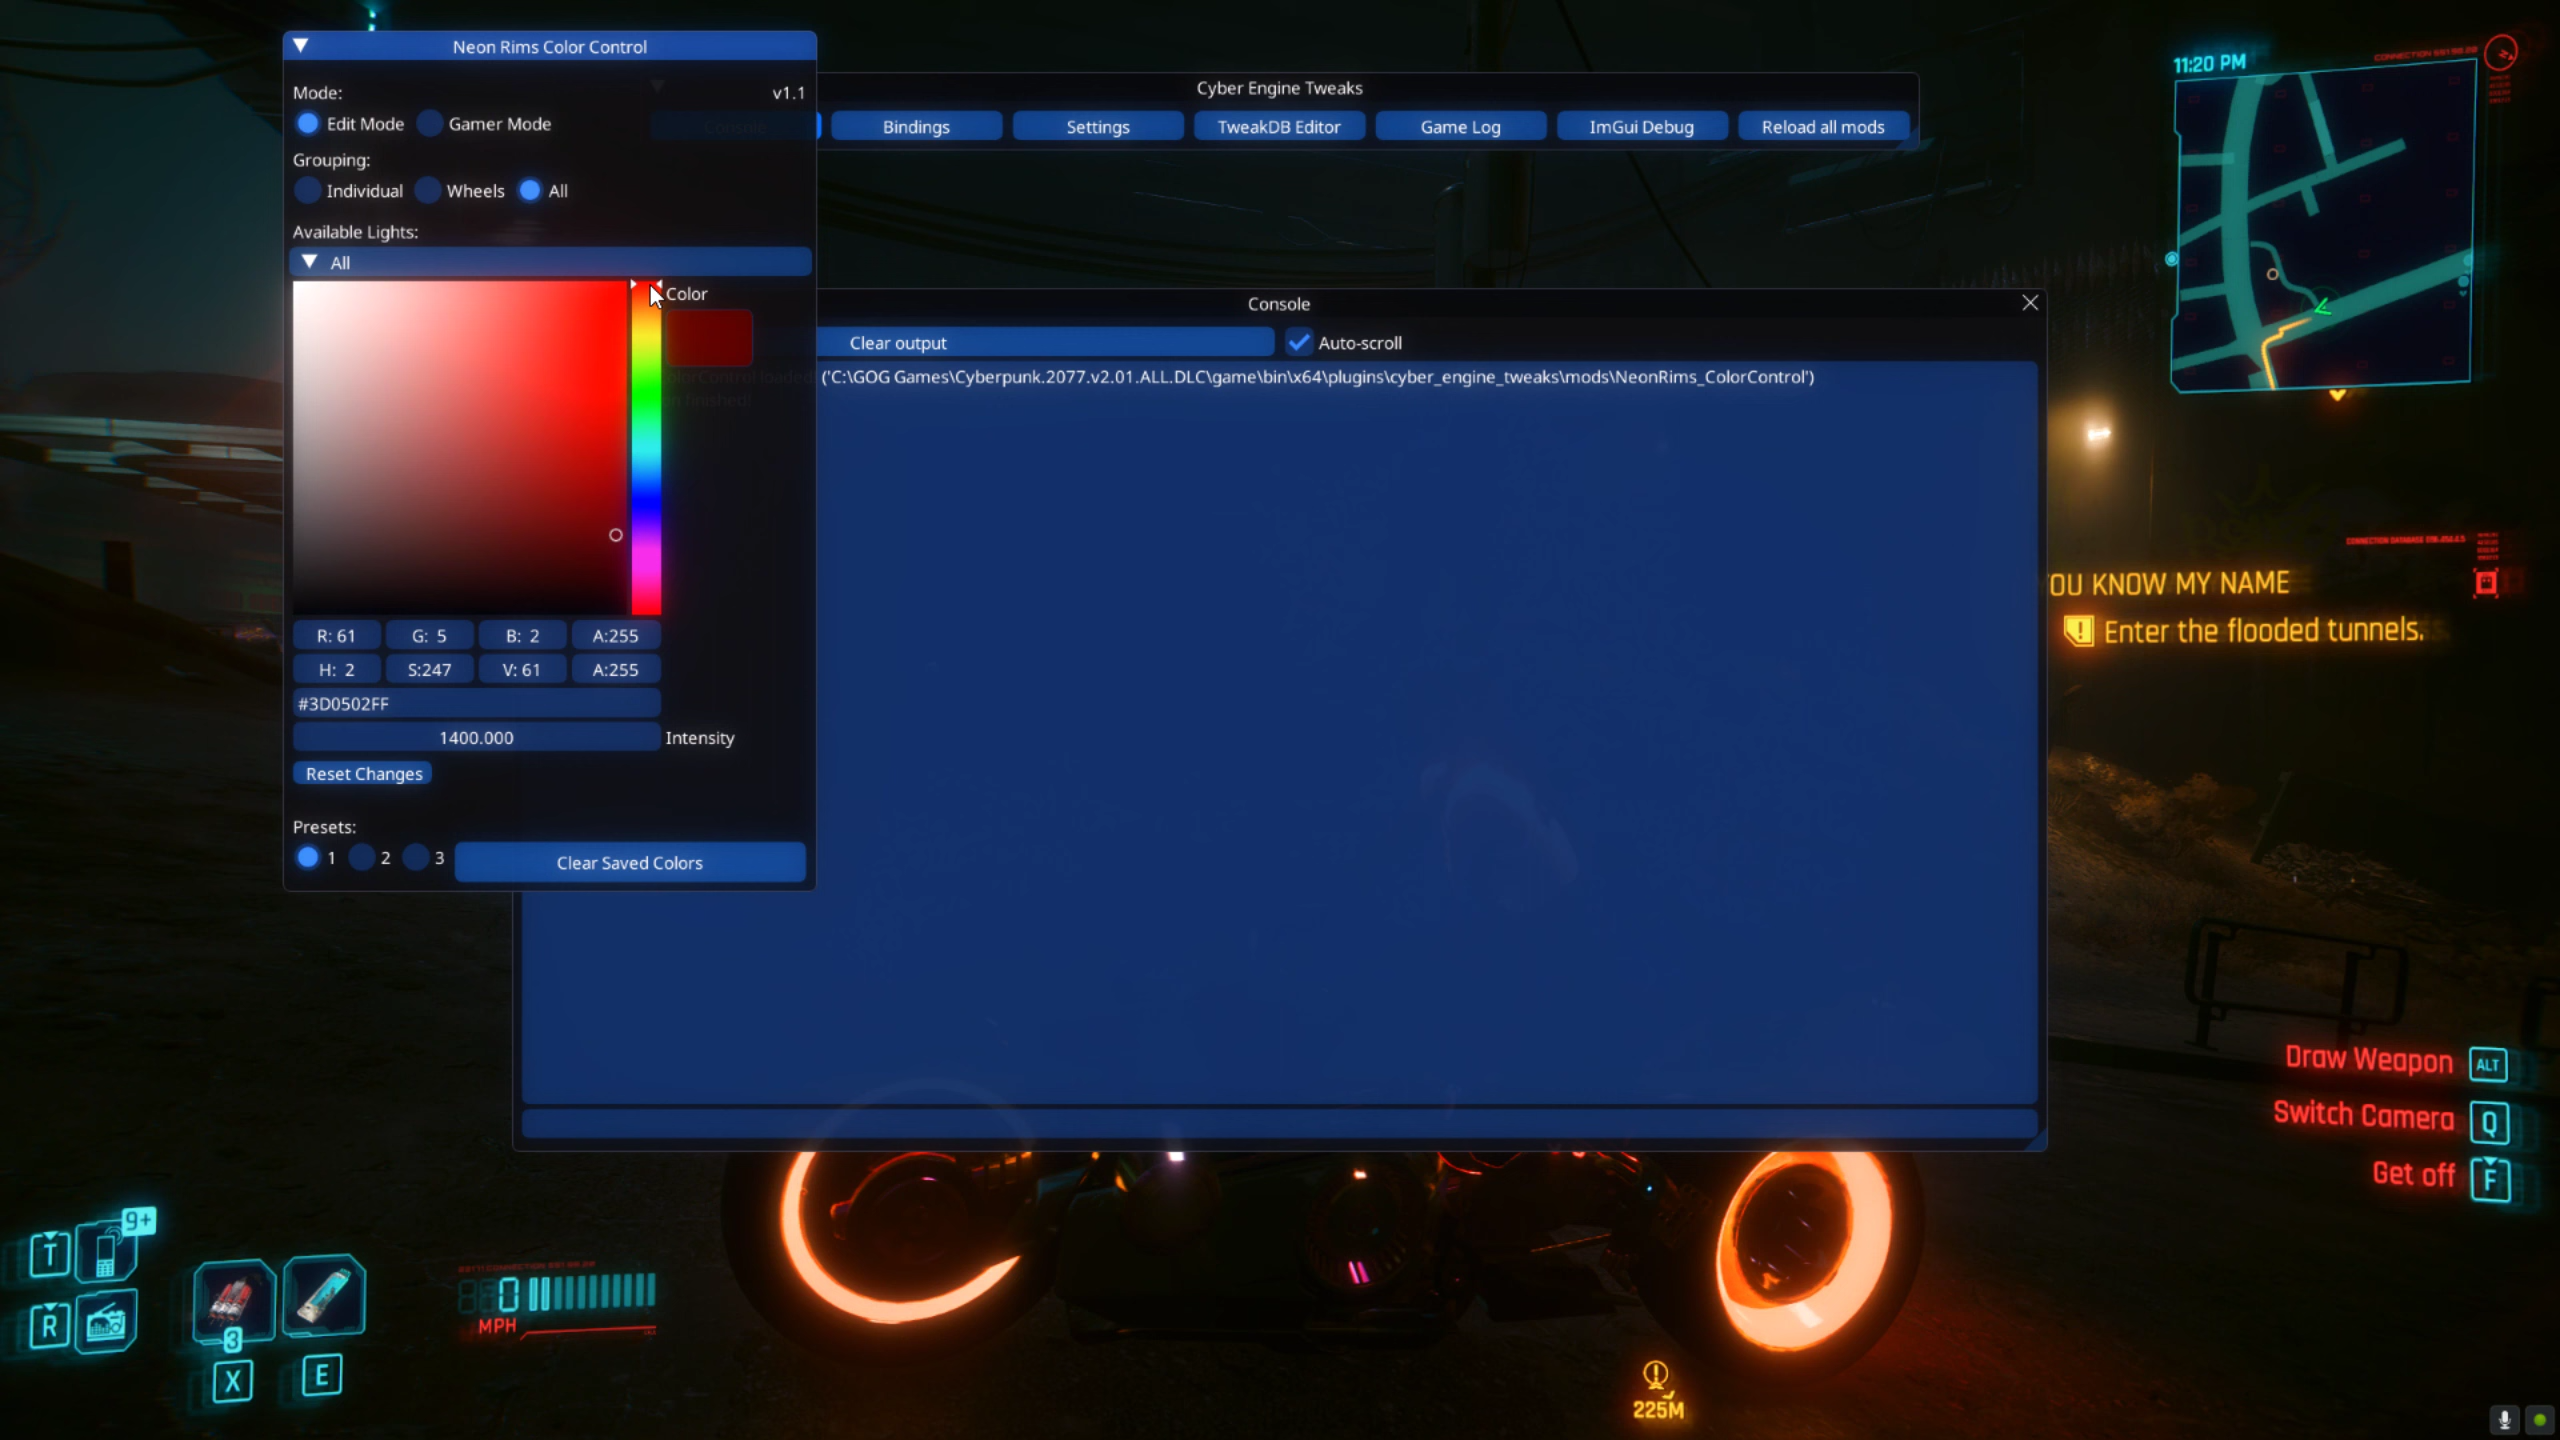 Neon Rims Color Control
Mode:
v1.1
Edit Mode
Gamer Mode
Grouping:
Individual
Wheels
All
Available Lights:
All
Color
R: 61
G: 5
B: 2
A:255
H: 2
S:247
V: 61
A:255
#3D0502FF
1400.000
Intensity
Reset Changes
Presets:
1
2
3
Clear Saved Colors
Cyber Engine Tweaks
Console
Bindings
Settings
TweakDB Editor
Game Log
ImGui Debug
Reload all mods
Console
Clear output
Auto-scroll
('C:\GOG Games\Cyberpunk.2077.v2.01.ALL.DLC\game\bin\x64\plugins\cyber_engine_tweaks\mods\NeonRims_ColorControl')
11:20 PM
OU KNOW MY NAME
Enter the flooded tunnels.
Draw Weapon
ALT
Switch Camera
Q
Get off
F
T
9+
R
3
X
E
0
MPH
225M